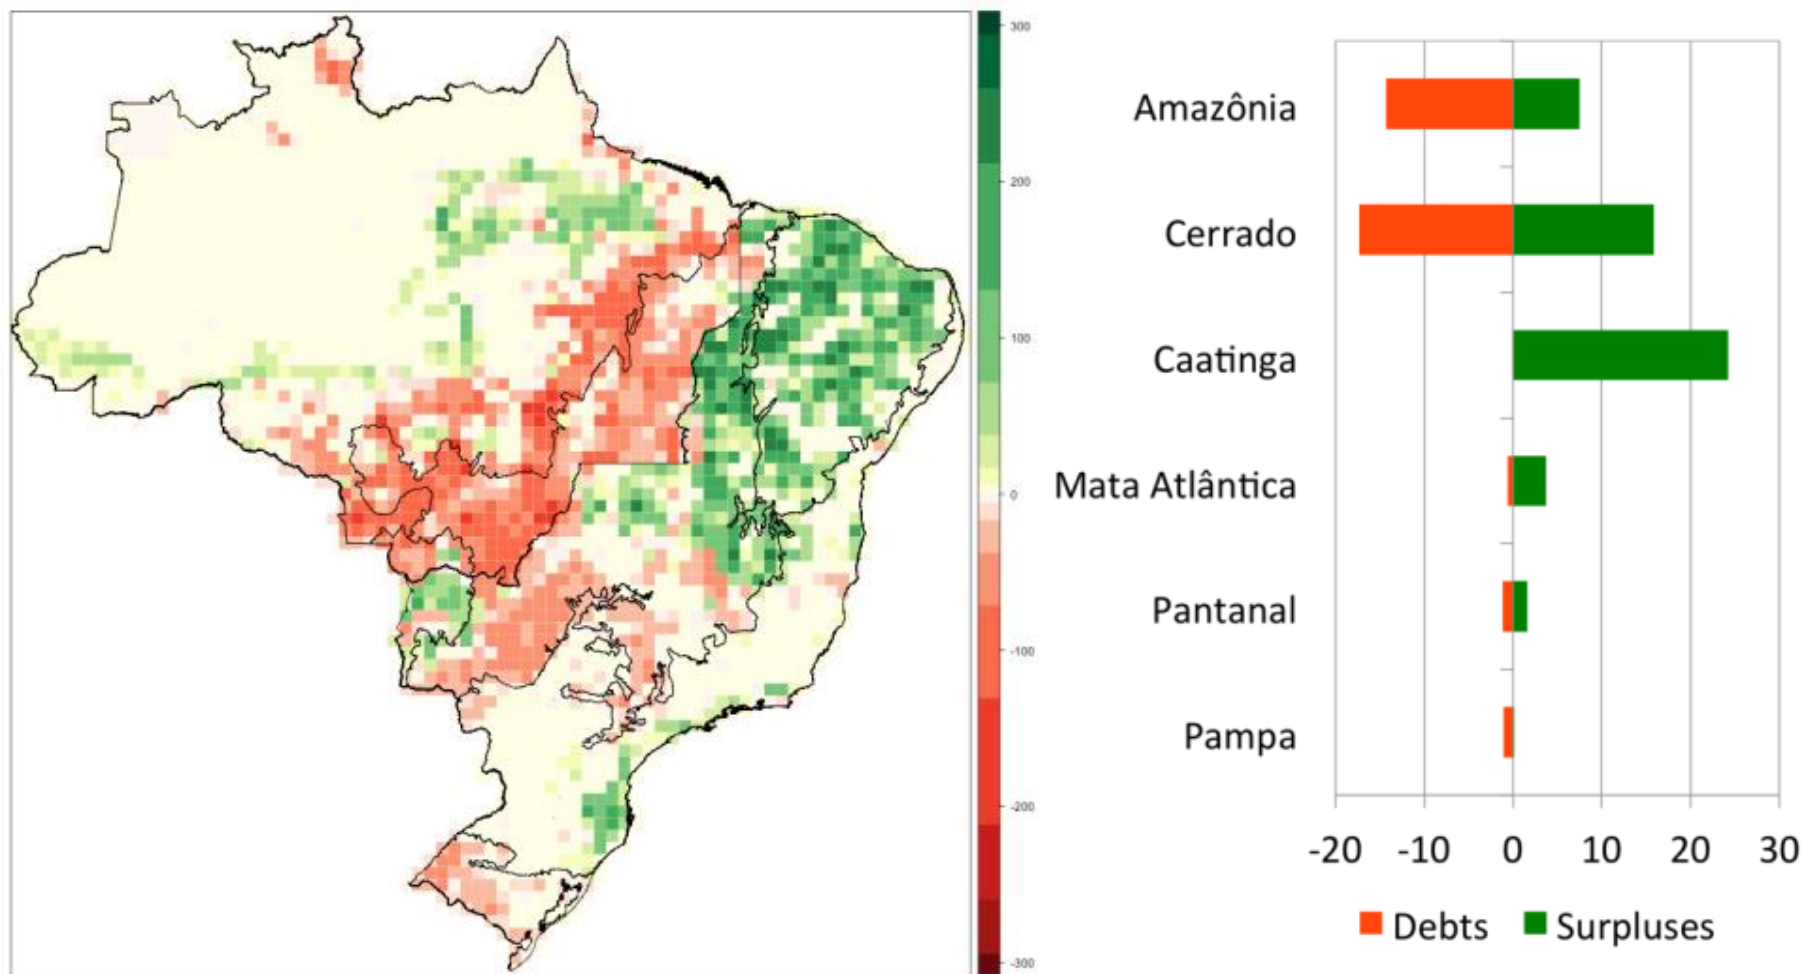 300
200
100
0
-100
-200
-300
Amazônia
Cerrado
Caatinga
Mata Atlântica
Pantanal
Pampa
-20 -10 0 10 20 30
Debts Surpluses